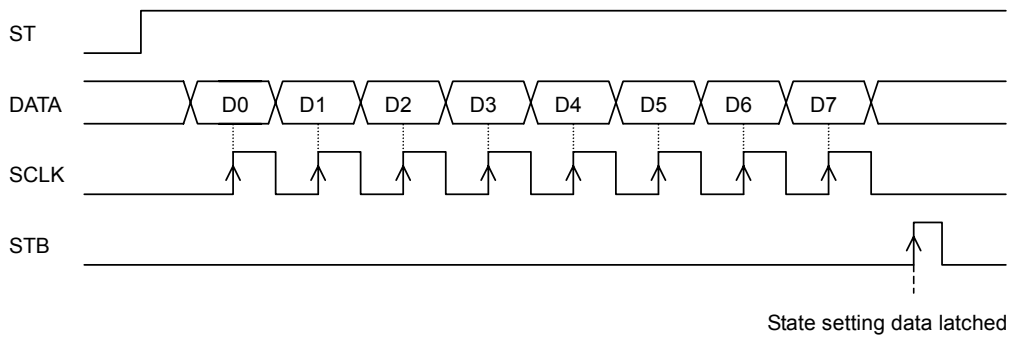 ST
DATA D0 D1 D2 D3 D4 D5 D6 D7
SCLK
STB
State setting data latched